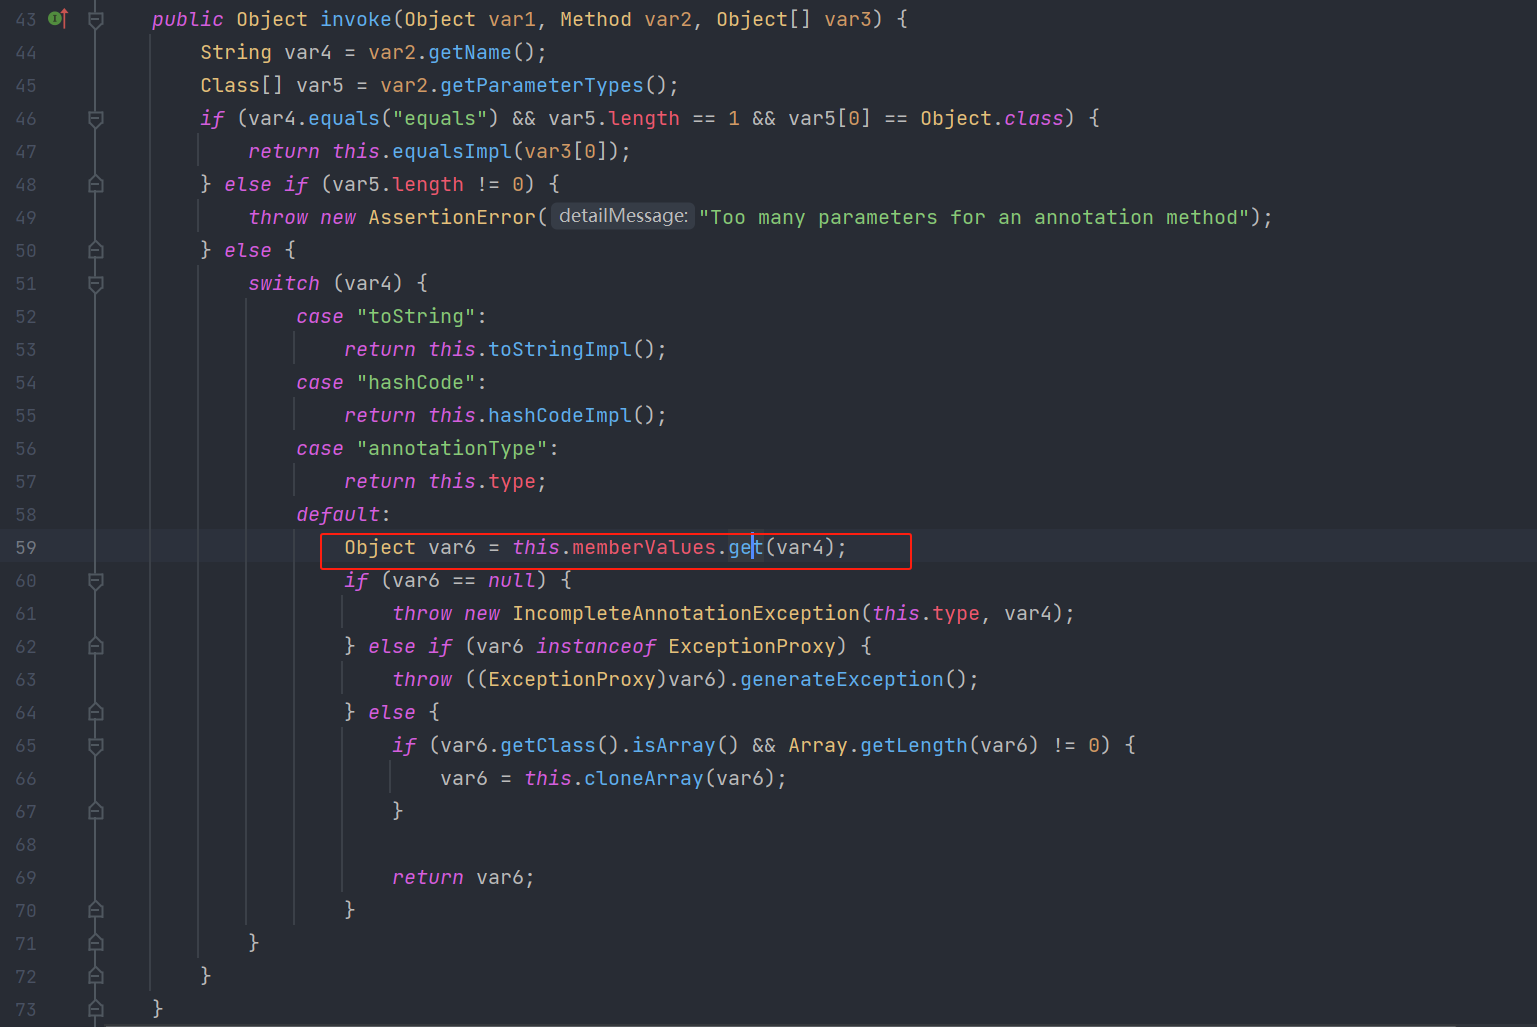 43 public Object invoke(Object var1, Method var2, Object[] var3) {
44 String var4 = var2.getName();
45 Class[] var5 = var2.getParameterTypes();
46 if (var4.equals("equals") && var5.length == 1 && var5[0] == Object.class) {
47 return this.equalsImpl(var3[0]);
48 } else if (var5.length != 0) {
49 throw new AssertionError( detailMessage: "Too many parameters for an annotation method");
50 } else {
51 switch (var4) {
52 case "toString":
53 return this.toStringImpl();
54 case "hashCode":
55 return this.hashCodeImpl();
56 case "annotationType":
57 return this.type;
58 default:
59 Object var6 = this.memberValues.get(var4);
60 if (var6 == null) {
61 throw new IncompleteAnnotationException(this.type, var4);
62 } else if (var6 instanceof ExceptionProxy) {
63 throw ((ExceptionProxy)var6).generateException();
64 } else {
65 if (var6.getClass().isArray() && Array.getLength(var6) != 0) {
66 var6 = this.cloneArray(var6);
67 }
68
69 return var6;
70 }
71 }
72 }
73 }